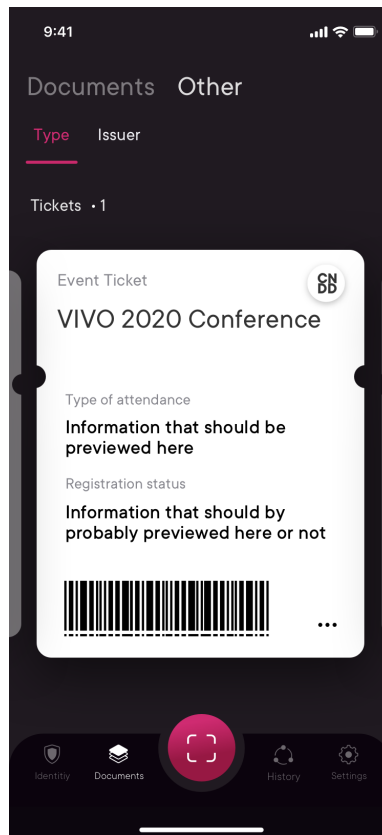 9:41
Documents Other
Type Issuer
Tickets • 1
Event Ticket
CN
DD
VIVO 2020 Conference
Type of attendance
Information that should be
previewed here
Registration status
Information that should by
probably previewed here or not
Identitiy Documents History Settings